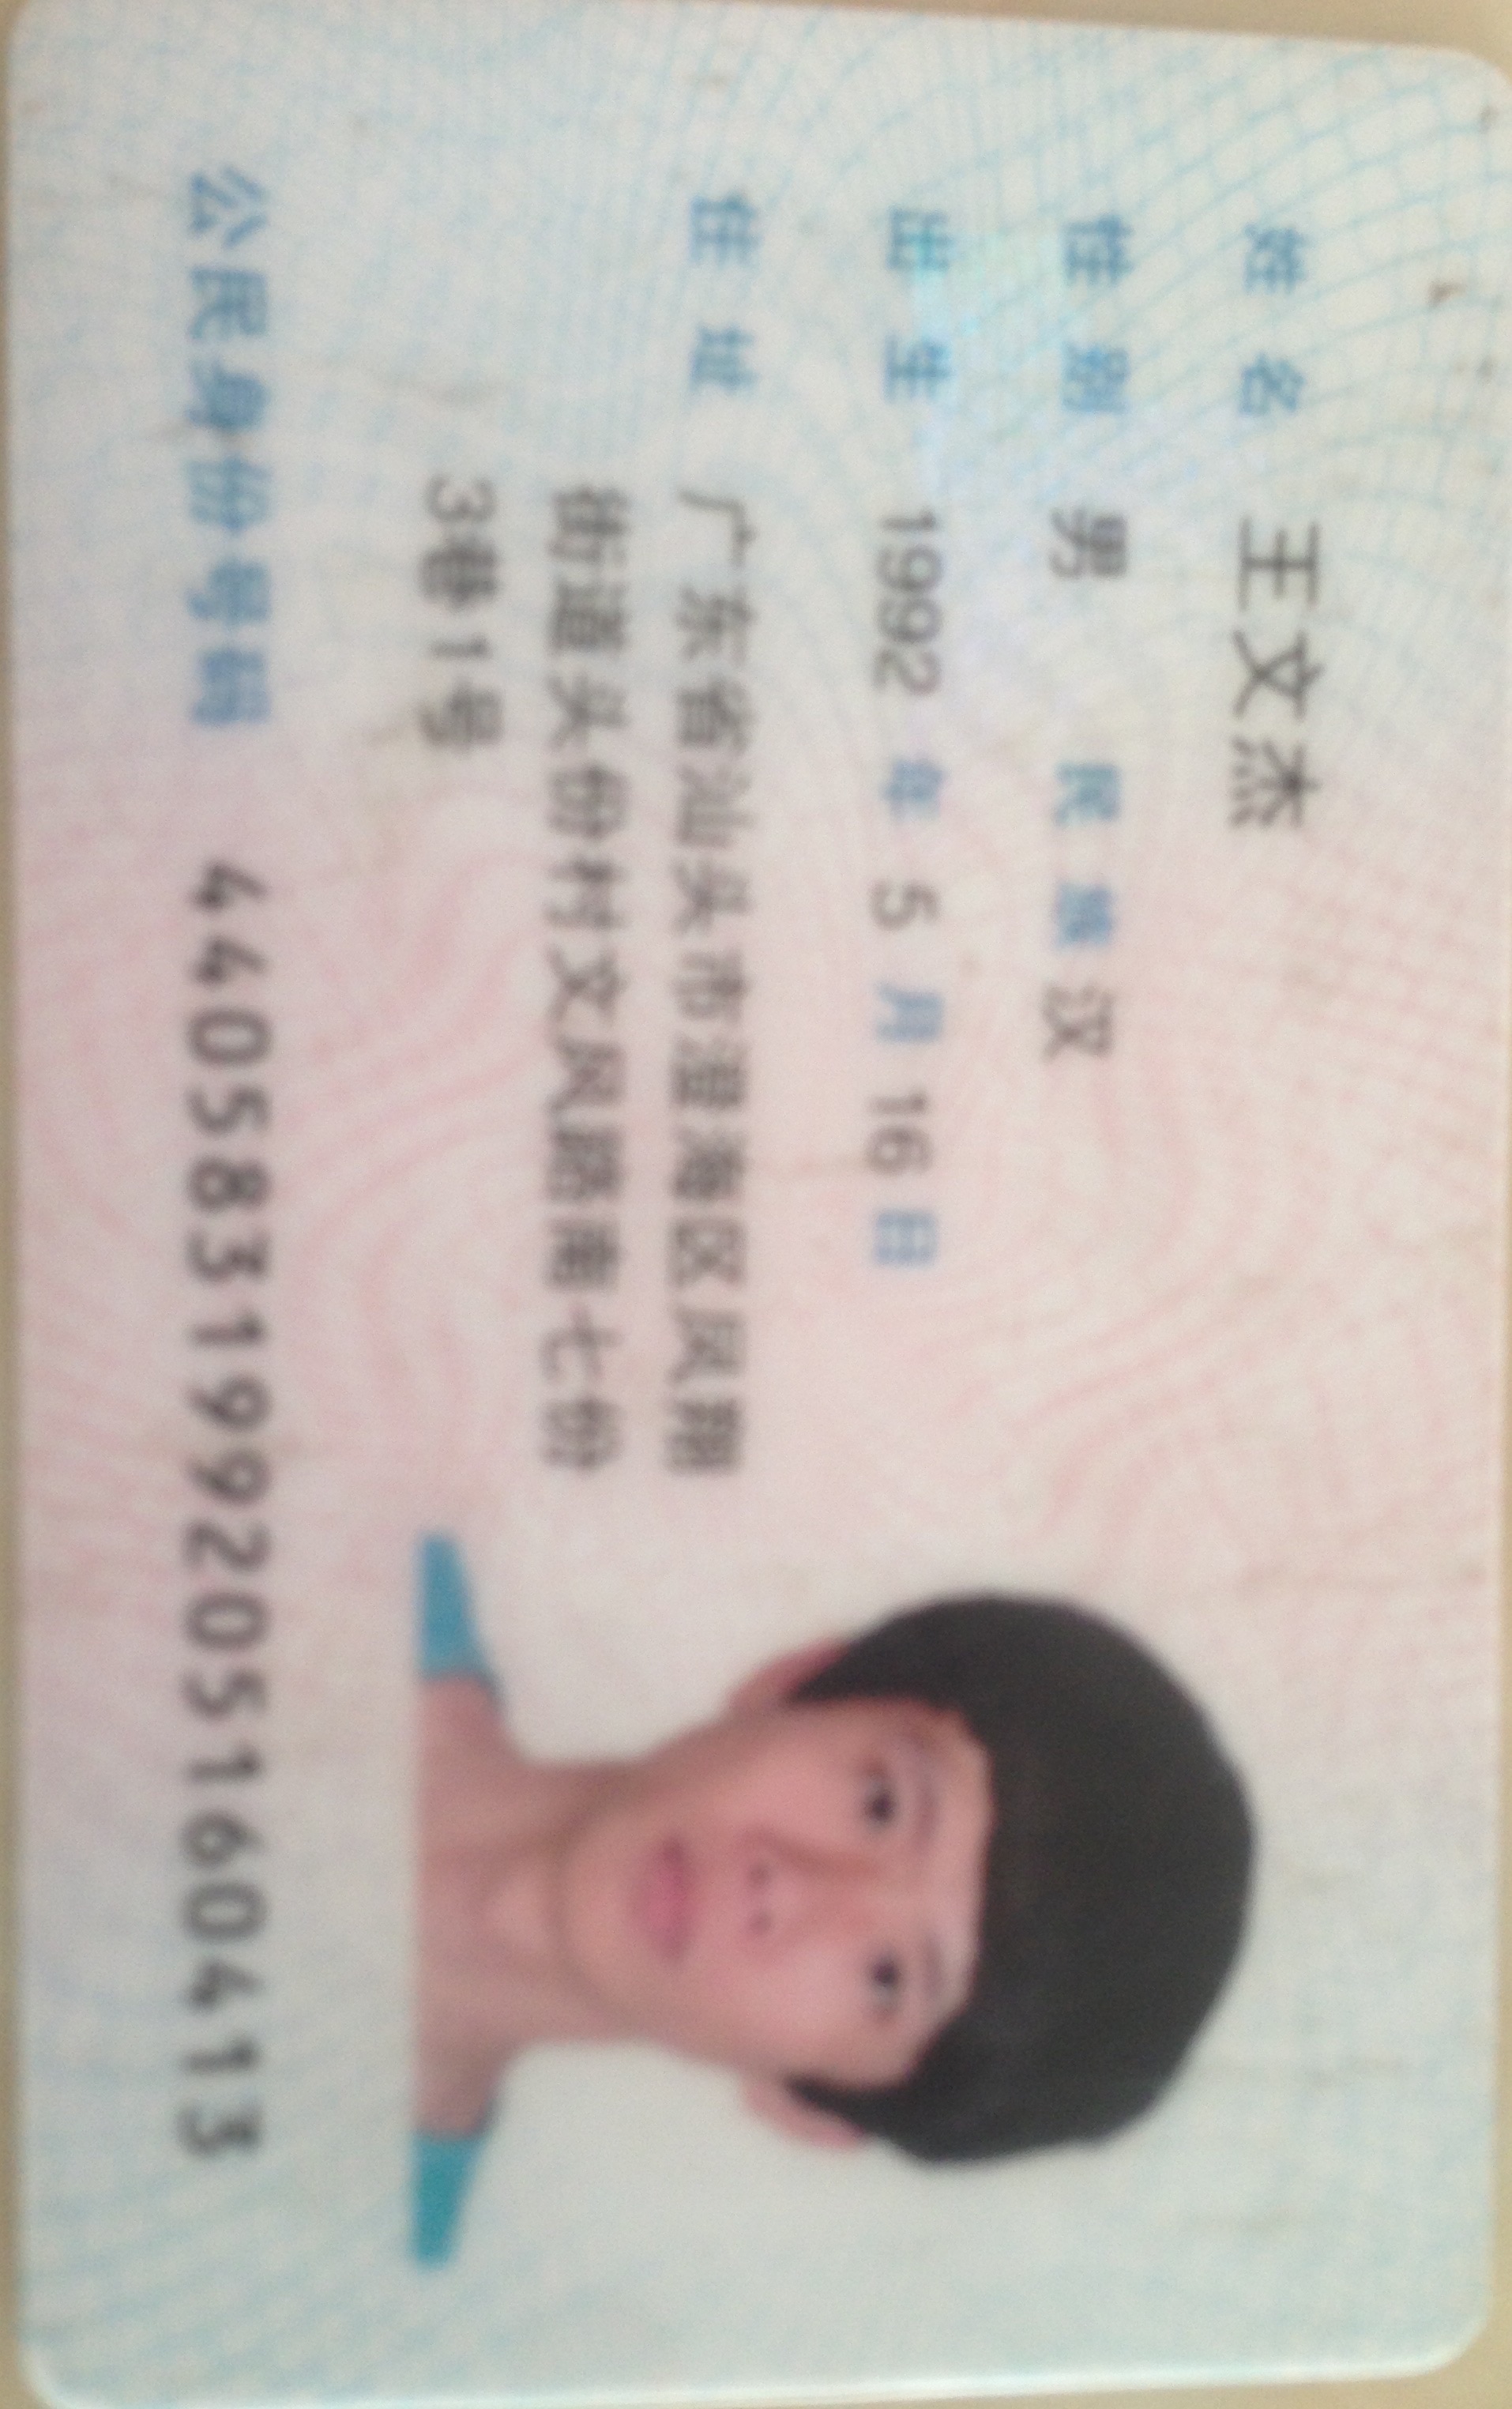 姓名 王文杰
性别 男 民族 汉
出生 1992 年 5 月 16 日
住址 广东省汕头市澄海区凤翔
街道头份村文凤路南七份
3巷1号
公民身份号码 440583199205160413